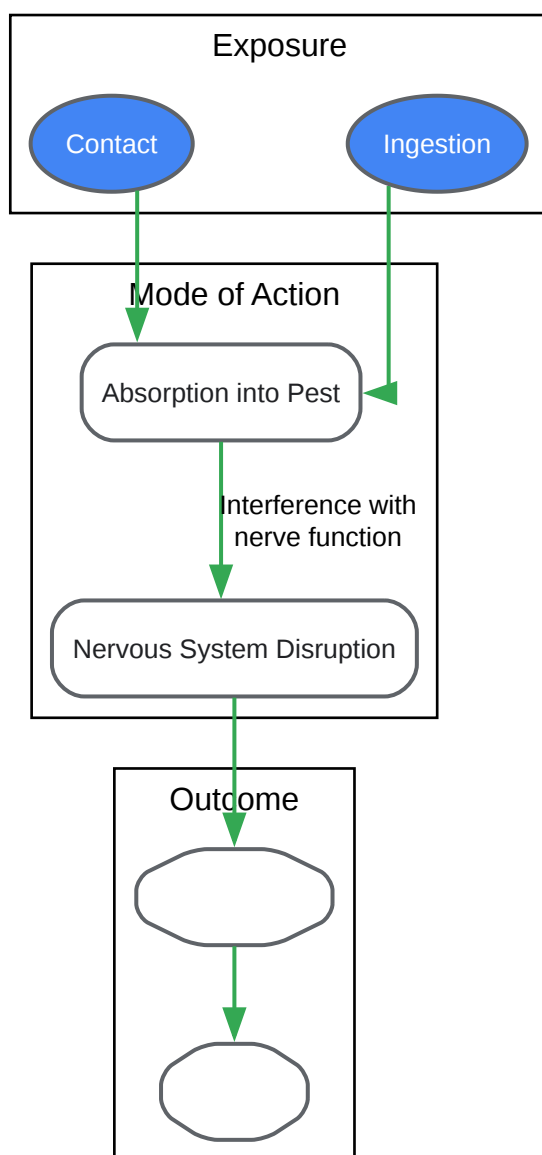 Exposure
Contact
Ingestion
Mode of Action
Absorption into Pest
Interference with
nerve function
Nervous System Disruption
Outcome